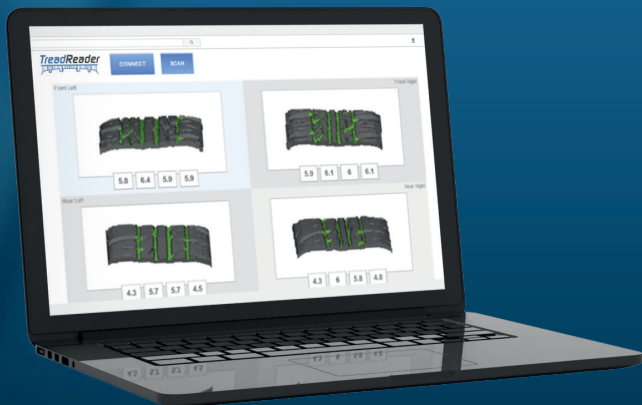 TreadReader
CONNECT
SCAN
Front Left
Front Right
5.8 6.4 5.9 5.9
5.9 6.1 6 6.1
Rear Left
Rear Right
4.3 5.7 5.7 4.5
4.3 6 5.8 4.8